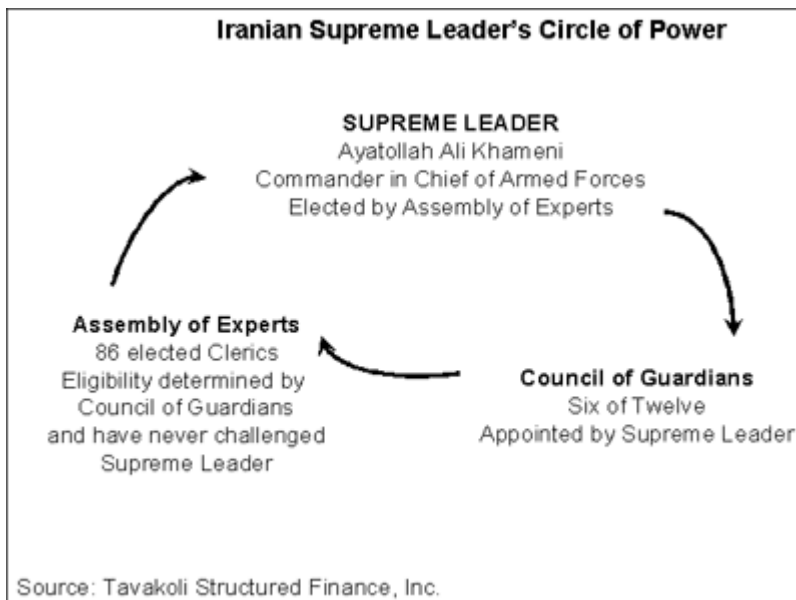 Iranian Supreme Leader's Circle of Power
SUPREME LEADER
Ayatollah Ali Khameni
Commander in Chief of Armed Forces
Elected by Assembly of Experts
Assembly of Experts
86 elected Clerics
Eligibility determined by
Council of Guardians
and have never challenged
Supreme Leader
Council of Guardians
Six of Twelve
Appointed by Supreme Leader
Source: Tavakoli Structured Finance, Inc.